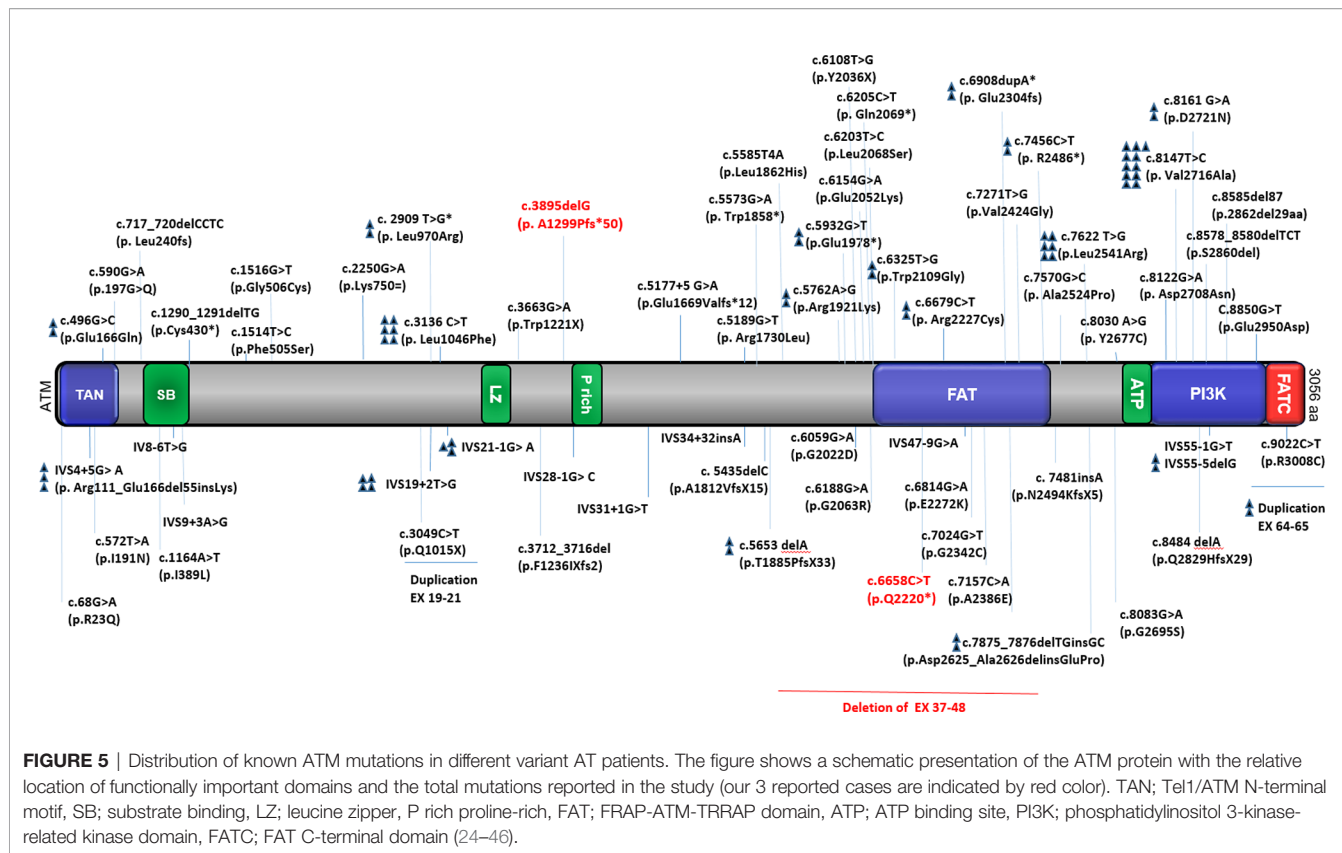 c.6108T>G
(p.Y2036X)
c.6205C>T
(p. Gln2069*)
c.6203T>C
(p.Leu2068Ser)
c.6154G>A
(p.Glu2052Lys)
c.5932G>T
(p.Glu1978*)
c.6325T>G
(p.Trp2109Gly)
c.6908dupA*
(p. Glu2304fs)
c.7456C>T
(p. R2486*)
c.8161 G>A
(p.D2721N)
c.8147T>C
(p. Val2716Ala)
c.5585T4A
(p.Leu1862His)
c.5573G>A
(p. Trp1858*)
c.5762A>G
(p.Arg1921Lys)
c.7271T>G
(p.Val2424Gly)
c.7622 T>G
(p.Leu2541Arg)
c.7570G>C
(p. Ala2524Pro)
c.8585del87
(p.2862del29aa)
c.8578_8580delTCT
(p.S2860del)
c.8122G>A
(p. Asp2708Asn)
c.8850G>T
(p.Glu2950Asp)
c.8030 A>G
(p. Y2677C)
c.6679C>T
(p. Arg2227Cys)
c.717_720delCCTC
(p. Leu240fs)
c.590G>A
(p.197G>Q)
c.496G>C
(p.Glu166Gln)
c.1290_1291delTG
(p.Cys430*)
c.1516G>T
(p.Gly506Cys)
c.1514T>C
(p.Phe505Ser)
c. 2909 T>G*
(p. Leu970Arg)
c.2250G>A
(p.Lys750=)
c.3136 C>T
(p. Leu1046Phe)
c.3895delG
(p. A1299Pfs*50)
c.3663G>A
(p.Trp1221X)
c.5177+5 G>A
(p.Glu1669Valfs*12)
c.5189G>T
(p. Arg1730Leu)
ATM
TAN
SB
LZ
P rich
FAT
ATP
PI3K
FATC
3056 aa
IVS4+5G> A
(p. Arg111_Glu166del55insLys)
IV8-6T>G
IVS9+3A>G
c.572T>A
(p.I191N)
c.1164A>T
(p.I389L)
c.68G>A
(p.R23Q)
IVS21-1G> A
IVS19+2T>G
c.3049C>T
(p.Q1015X)
Duplication
EX 19-21
IVS28-1G> C
IVS31+1G>T
c.3712_3716del
(p.F1236IXfs2)
IVS34+32insA
c. 5435delC
(p.A1812VfsX15)
c.5653 delA
(p.T1885PfsX33)
c.6059G>A
(p.G2022D)
c.6188G>A
(p.G2063R)
IVS47-9G>A
c.6814G>A
(p.E2272K)
c.7024G>T
(p.G2342C)
c.6658C>T
(p.Q2220*)
c.7157C>A
(p.A2386E)
c. 7481insA
(p.N2494KfsX5)
c.7875_7876delTGinsGC
(p.Asp2625_Ala2626delinsGluPro)
c.8083G>A
(p.G2695S)
IVS55-1G>T
IVS55-5delG
c.8484 delA
(p.Q2829HfsX29)
c.9022C>T
(p.R3008C)
Duplication
EX 64-65
Deletion of EX 37-48
FIGURE 5 | Distribution of known ATM mutations in different variant AT patients. The figure shows a schematic presentation of the ATM protein with the relative
location of functionally important domains and the total mutations reported in the study (our 3 reported cases are indicated by red color). TAN; Tel1/ATM N-terminal
motif, SB; substrate binding, LZ; leucine zipper, P rich proline-rich, FAT; FRAP-ATM-TRRAP domain, ATP; ATP binding site, PI3K; phosphatidylinositol 3-kinase-
related kinase domain, FATC; FAT C-terminal domain (24–46).